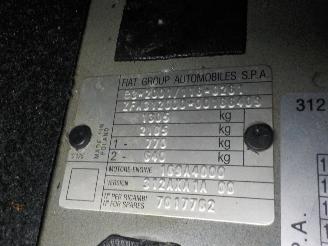 FIAT GROUP AUTOMOBILES S.P.A
MADE IN POLAND
1305 kg
2105 kg
1- 773 kg
2- 640 kg
MOTORE-ENGINE 169A4000
VERSION 312AXA1A 00
N° PER RICAMBI
N° FOR SPARES 7017762
312
P.A.